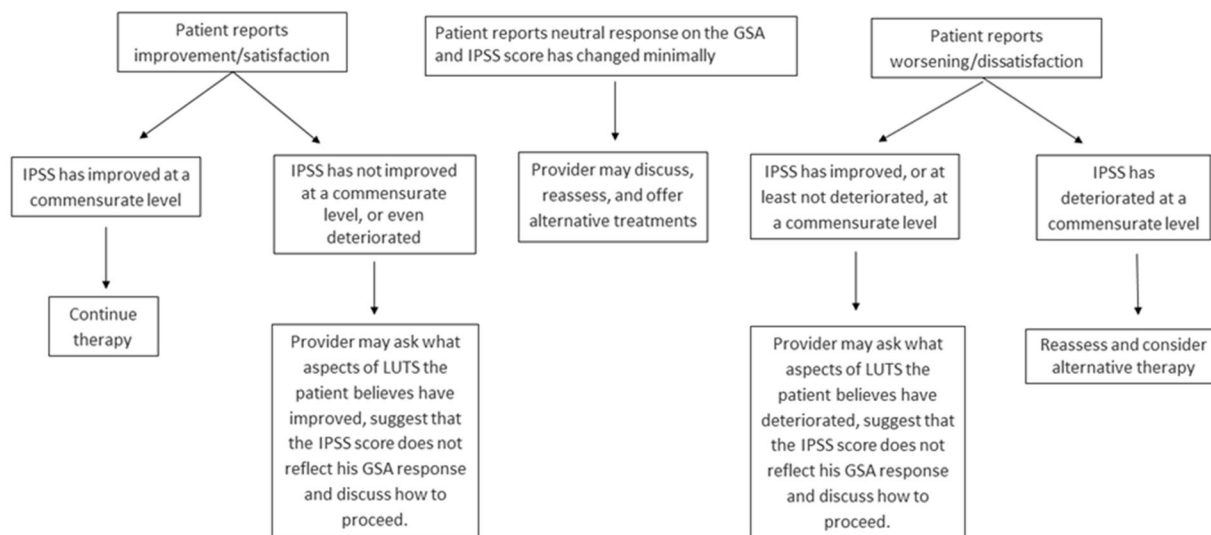 Patient reports
improvement/satisfaction
Patient reports neutral response on the GSA
and IPSS score has changed minimally
Patient reports
worsening/dissatisfaction
IPSS has improved at a
commensurate level
IPSS has not improved
at a commensurate
level, or even
deteriorated
Provider may discuss,
reassess, and offer
alternative treatments
IPSS has improved, or at
least not deteriorated, at
a commensurate level
IPSS has
deteriorated at a
commensurate level
Continue
therapy
Provider may ask what
aspects of LUTS the
patient believes have
improved, suggest that
the IPSS score does not
reflect his GSA response
and discuss how to
proceed.
Provider may ask what
aspects of LUTS the
patient believes have
deteriorated, suggest that
the IPSS score does not
reflect his GSA response
and discuss how to
proceed.
Reassess and consider
alternative therapy